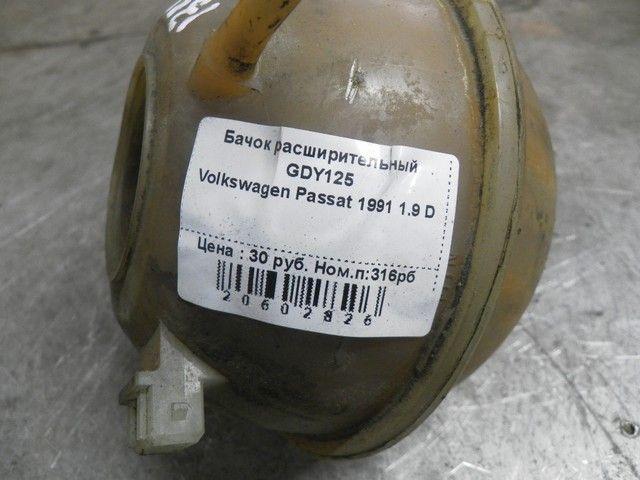 Бачок расширительный
GDY125
Volkswagen Passat 1991 1.9 D
Цена : 30 руб. Ном.п:316рб
20602826